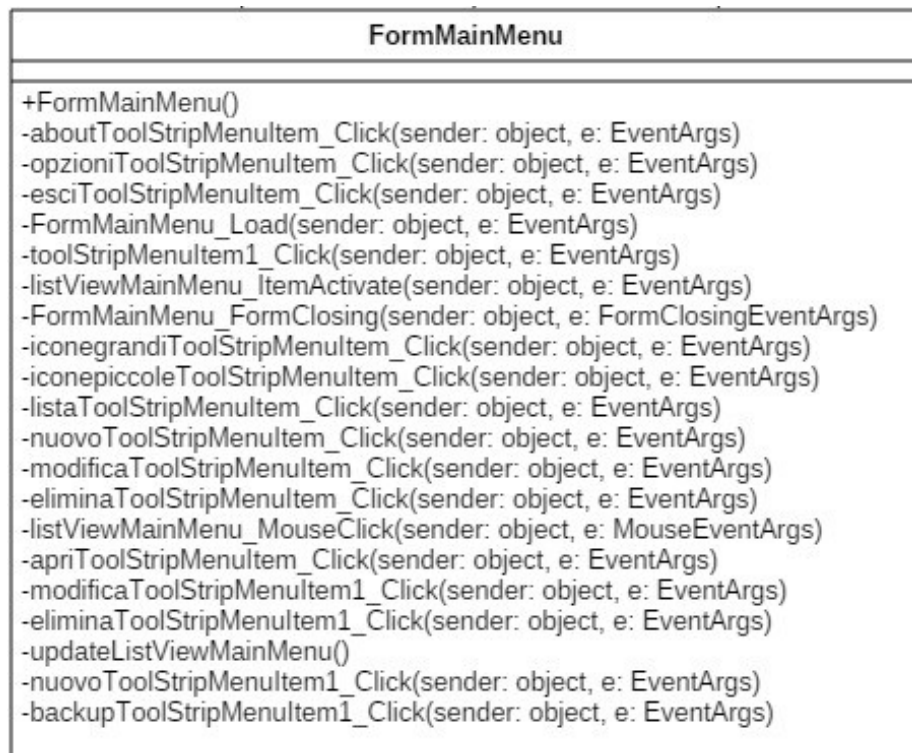 FormMainMenu
+FormMainMenu()
-aboutToolStripMenuItem_Click(sender: object, e: EventArgs)
-opzioniToolStripMenuItem_Click(sender: object, e: EventArgs)
-esciToolStripMenuItem_Click(sender: object, e: EventArgs)
-FormMainMenu_Load(sender: object, e: EventArgs)
-toolStripMenuItem1_Click(sender: object, e: EventArgs)
-listViewMainMenu_ItemActivate(sender: object, e: EventArgs)
-FormMainMenu_FormClosing(sender: object, e: FormClosingEventArgs)
-iconegrandiToolStripMenuItem_Click(sender: object, e: EventArgs)
-iconepiccoleToolStripMenuItem_Click(sender: object, e: EventArgs)
-listaToolStripMenuItem_Click(sender: object, e: EventArgs)
-nuovoToolStripMenuItem_Click(sender: object, e: EventArgs)
-modificaToolStripMenuItem_Click(sender: object, e: EventArgs)
-eliminaToolStripMenuItem_Click(sender: object, e: EventArgs)
-listViewMainMenu_MouseClick(sender: object, e: MouseEventArgs)
-apriToolStripMenuItem_Click(sender: object, e: EventArgs)
-modificaToolStripMenuItem1_Click(sender: object, e: EventArgs)
-eliminaToolStripMenuItem1_Click(sender: object, e: EventArgs)
-updateListViewMainMenu()
-nuovoToolStripMenuItem1_Click(sender: object, e: EventArgs)
-backupToolStripMenuItem1_Click(sender: object, e: EventArgs)